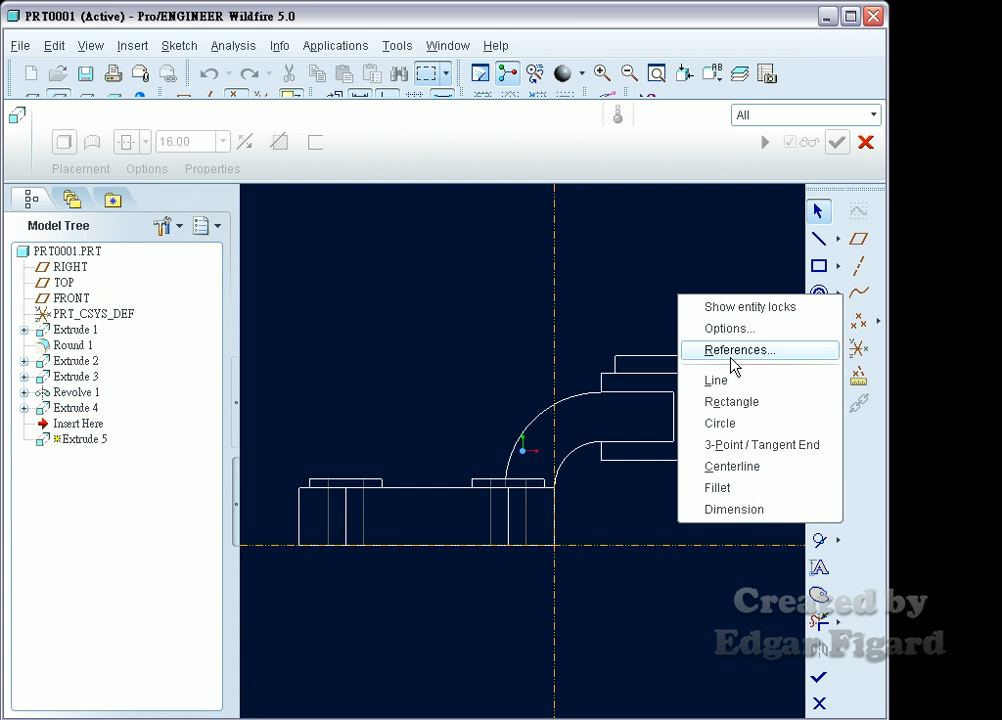 PRT0001 (Active) - Pro/ENGINEER Wildfire 5.0
File Edit View Insert Sketch Analysis Info Applications Tools Window Help
All
16.00
Placement Options Properties
Model Tree
PRT0001.PRT
RIGHT
TOP
FRONT
PRT_CSYS_DEF
Extrude 1
Round 1
Extrude 2
Extrude 3
Revolve 1
Extrude 4
Insert Here
Extrude 5
Show entity locks
Options...
References...
Line
Rectangle
Circle
3-Point / Tangent End
Centerline
Fillet
Dimension
Created by
Edgar Figard